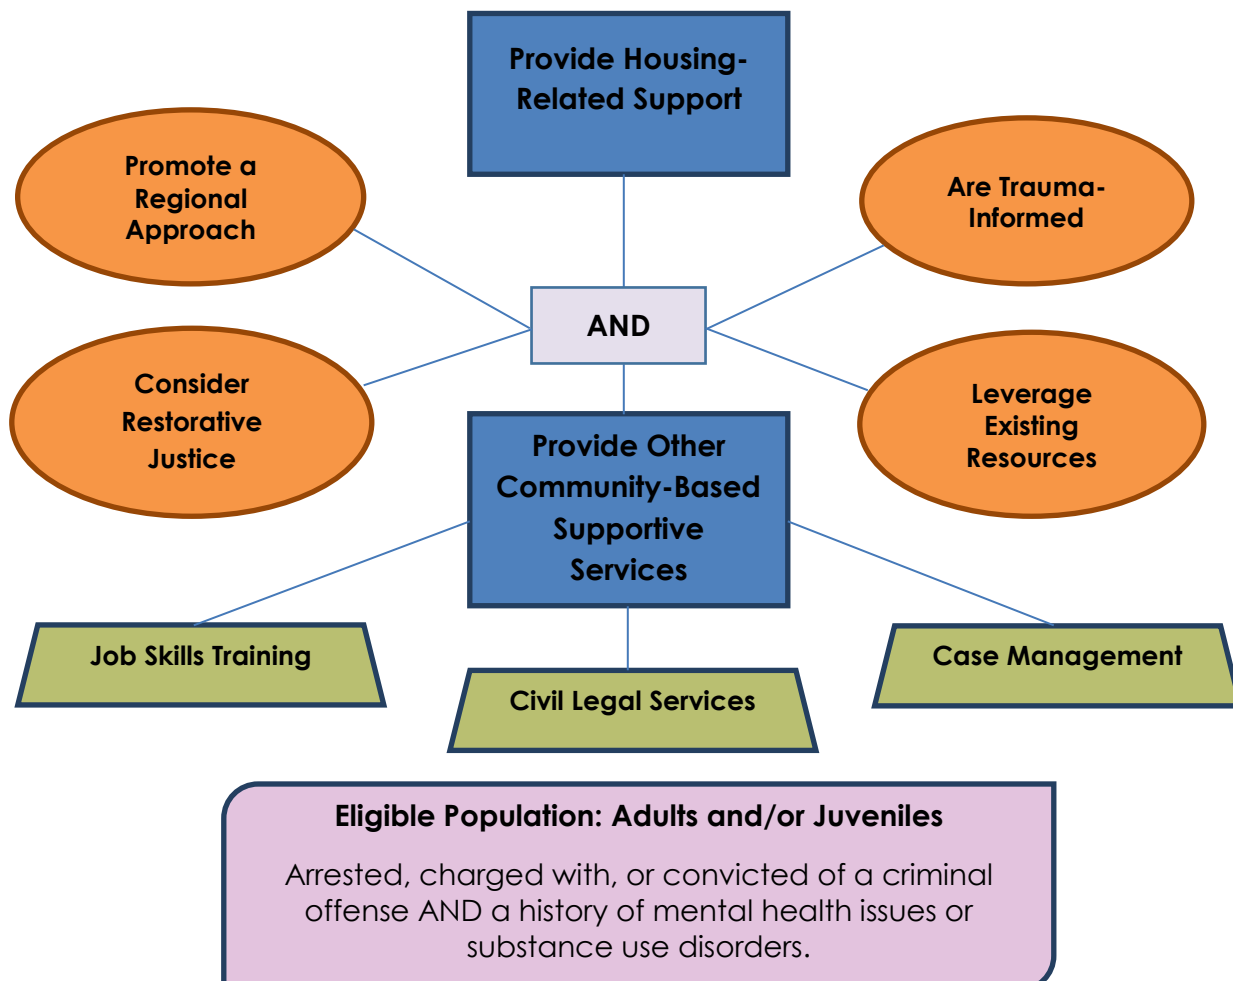 Provide Housing-
Related Support
Promote a
Regional
Approach
Are Trauma-
Informed
AND
Consider
Restorative
Justice
Leverage
Existing
Resources
Provide Other
Community-Based
Supportive
Services
Job Skills Training
Civil Legal Services
Case Management
Eligible Population: Adults and/or Juveniles
Arrested, charged with, or convicted of a criminal
offense AND a history of mental health issues or
substance use disorders.